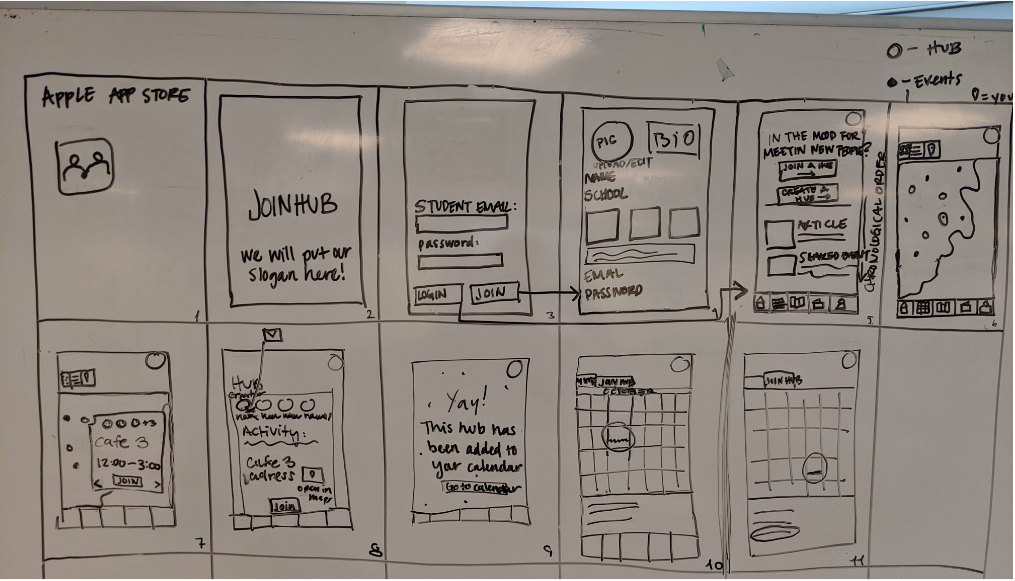 O - HUB
● - Events
= you
APPLE APP STORE
1
JOINHUB
we will put our
slogan here!
2
STUDENT EMAIL:
password:
LOGIN
JOIN
3
PIC
BIO
UPLOAD/EDIT
NAME
SCHOOL
EMAIL
PASSWORD
4
IN THE MOOD FOR
MEETIN NEW PEOPLE?
JOIN A HUB
CREATE A
HUB
ARTICLE
SHARED EVENT
CHRONOLOGICAL ORDER
5
6
+3
Cafe 3
12:00-3:00
JOIN
7
HUB
Creator
name name name name
Activity:
Cafe 3
adress
open in
maps
Join
8
Yay!
This hub has
been added to
your calendar
Go to calendar
9
JOIN HUB
OCTOBER
10
JOIN HUB
11